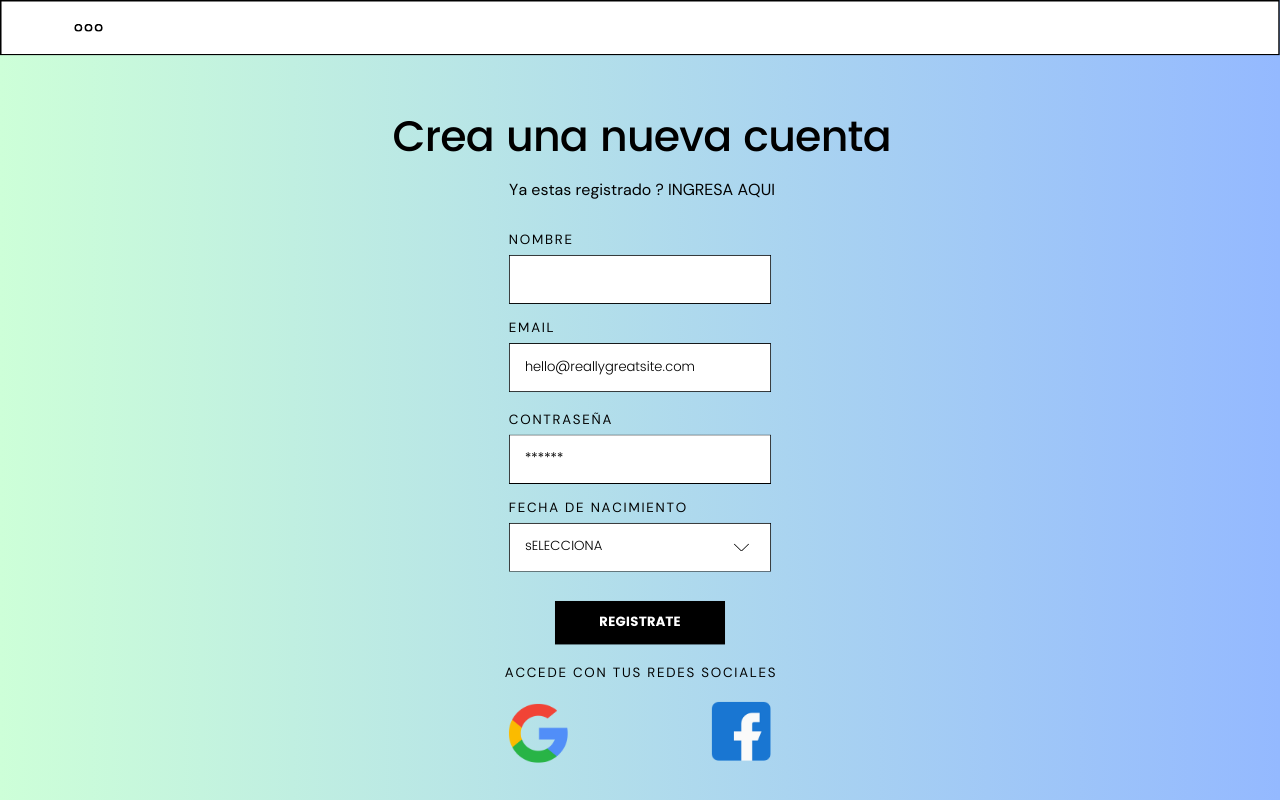 Crea una nueva cuenta
Ya estas registrado ? INGRESA AQUI
NOMBRE
EMAIL
hello@reallygreatsite.com
CONTRASEÑA
******
FECHA DE NACIMIENTO
sELECCIONA
REGISTRATE
ACCEDE CON TUS REDES SOCIALES